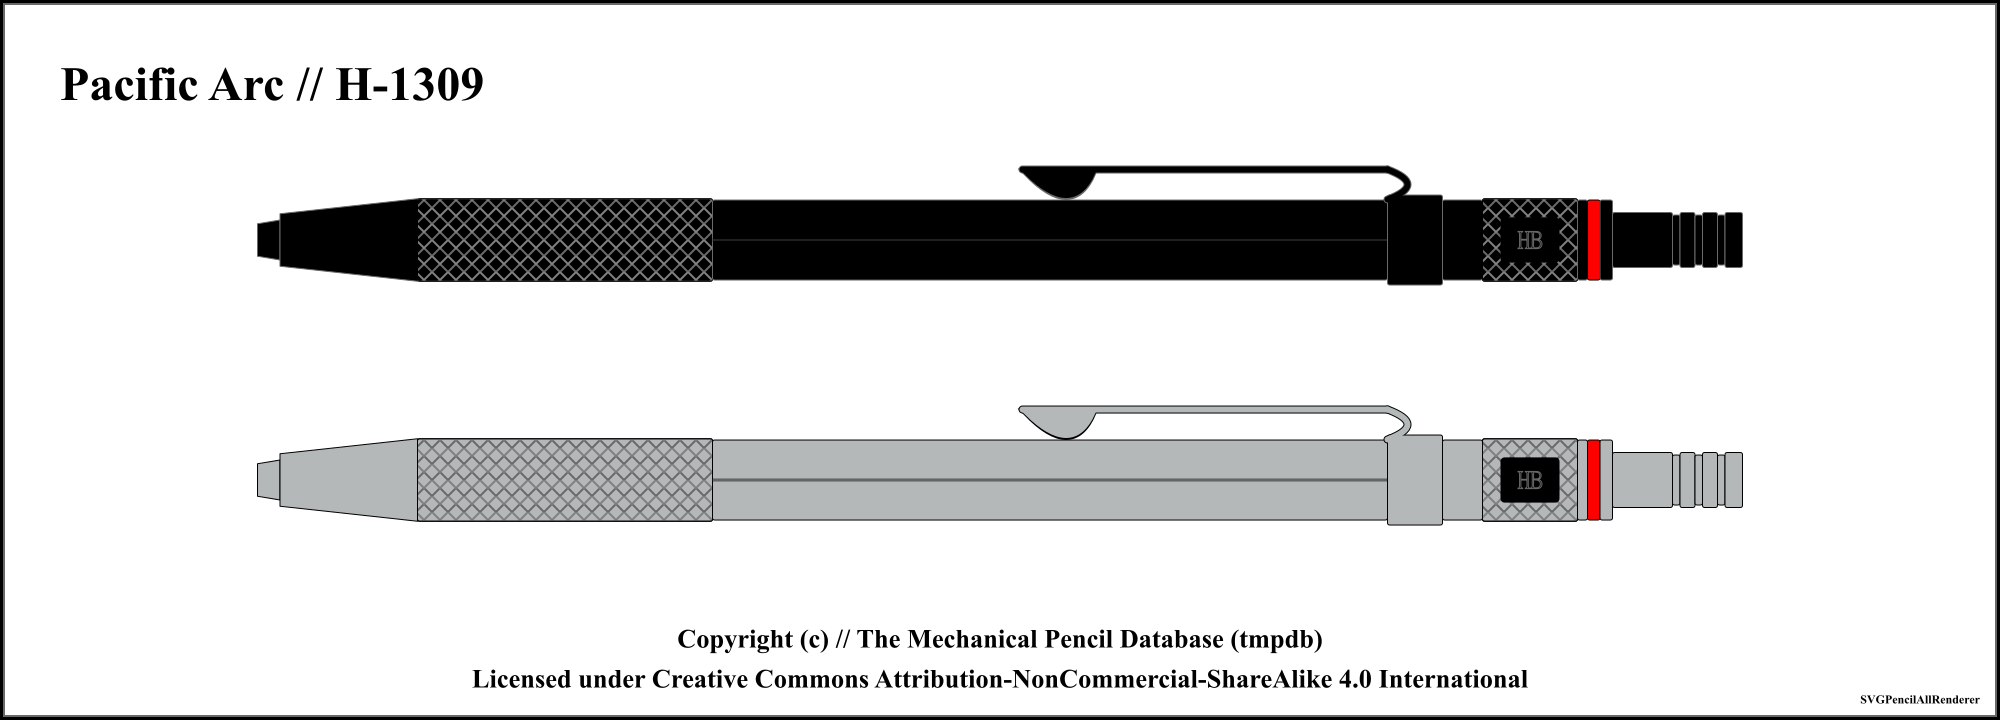 Pacific Arc // H-1309
HB
HB
Copyright (c) // The Mechanical Pencil Database (tmpdb)
Licensed under Creative Commons Attribution-NonCommercial-ShareAlike 4.0 International
SVGPencilAllRenderer